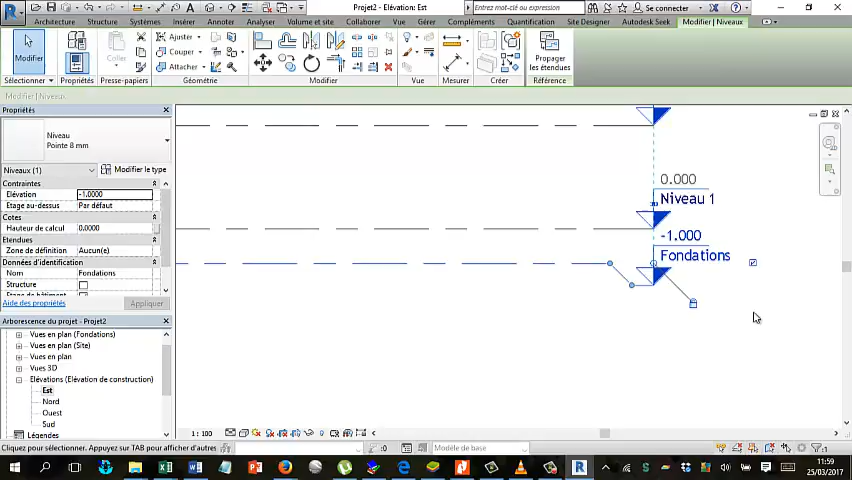 Projet2 - Elévation: Est
Entrez mot-clé ou expression
Se connecter
Architecture Structure Systèmes Insérer Annoter Analyser Volume et site Collaborer Vue Gérer Compléments Quantification Site Designer Autodesk Seek Modifier | Niveaux
Modifier
Coller
Ajuster
Couper
Attacher
Propager les étendues
Sélectionner Propriétés Presse-papiers Géométrie Modifier Vue Mesurer Créer Référence
Modifier | Niveaux
Propriétés
Niveau
Pointe 8 mm
Niveaux (1)
Modifier le type
Contraintes
Elévation -1.0000
Etage au-dessus Par défaut
Cotes
Hauteur de calcul 0.0000
Etendues
Zone de définition Aucun(e)
Données d'identification
Nom Fondations
Structure
Aide des propriétés
Appliquer
Arborescence du projet - Projet2
Vues en plan (Fondations)
Vues en plan (Site)
Vues en plan
Vues 3D
Elévations (Elévation de construction)
Est
Nord
Ouest
Sud
Légendes
0.000
Niveau 1
-1.000
Fondations
1 : 100
Cliquez pour sélectionner. Appuyez sur TAB pour afficher d'autres
:0
Modèle de base
:1
11:59
25/03/2017